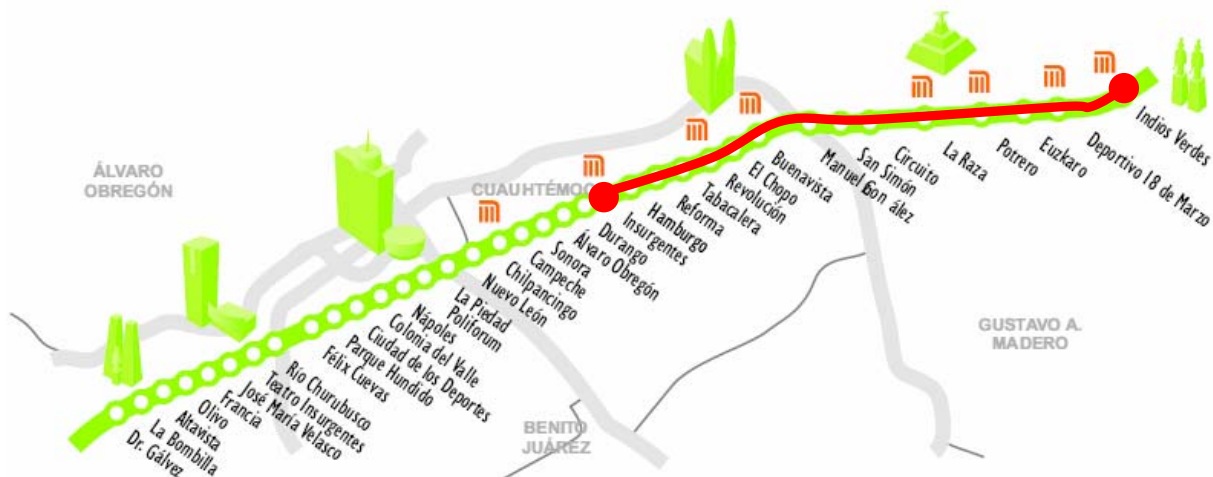 ÁLVARO
OBREGÓN
CUAUHTÉMOC
GUSTAVO A.
MADERO
BENITO
JUÁREZ
Indios Verdes
Deportivo 18 de Marzo
Euzkaro
Potrero
La Raza
Circuito
San Simón
Manuel Gon ález
Buenavista
El Chopo
Revolución
Tabacalera
Reforma
Hamburgo
Insurgentes
Durango
Álvaro Obregón
Sonora
Campeche
Chilpancingo
Nuevo León
La Piedad
Poliforum
Nápoles
Colonia del Valle
Ciudad de los Deportes
Parque Hundido
Félix Cuevas
Río Churubusco
Teatro Insurgentes
José María Velasco
Francia
Olivo
Altavista
La Bombilla
Dr. Gálvez